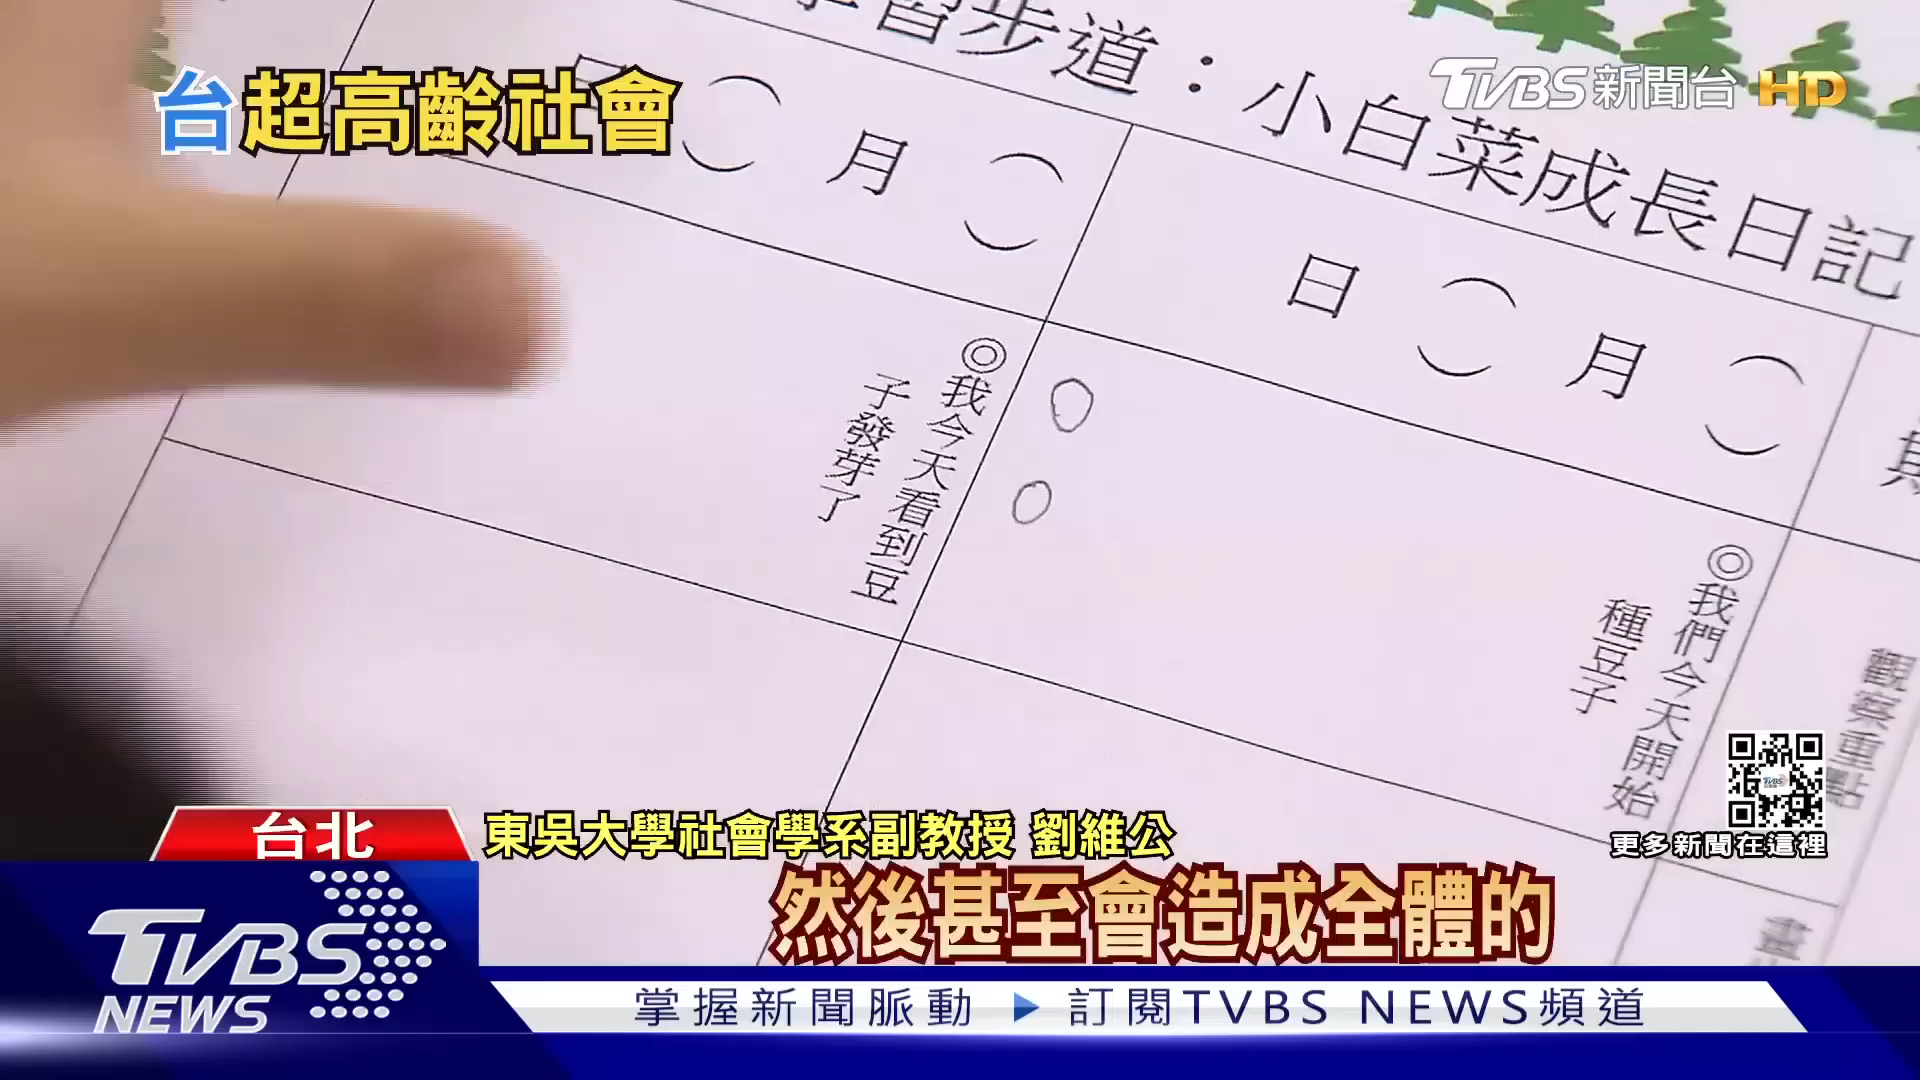 台超高齡社會
TVBS新聞台 HD
習步道：小白菜成長日記
日（ ）月（ ）
日（ ）月（ ）
◎我們今天開始
種豆子
◎我今天看到豆
子發芽了
觀察重點
TVBS
更多新聞在這裡
台北
東吳大學社會學系副教授 劉維公
然後甚至會造成全體的
TVBS
NEWS
掌握新聞脈動 ▶ 訂閱TVBS NEWS頻道